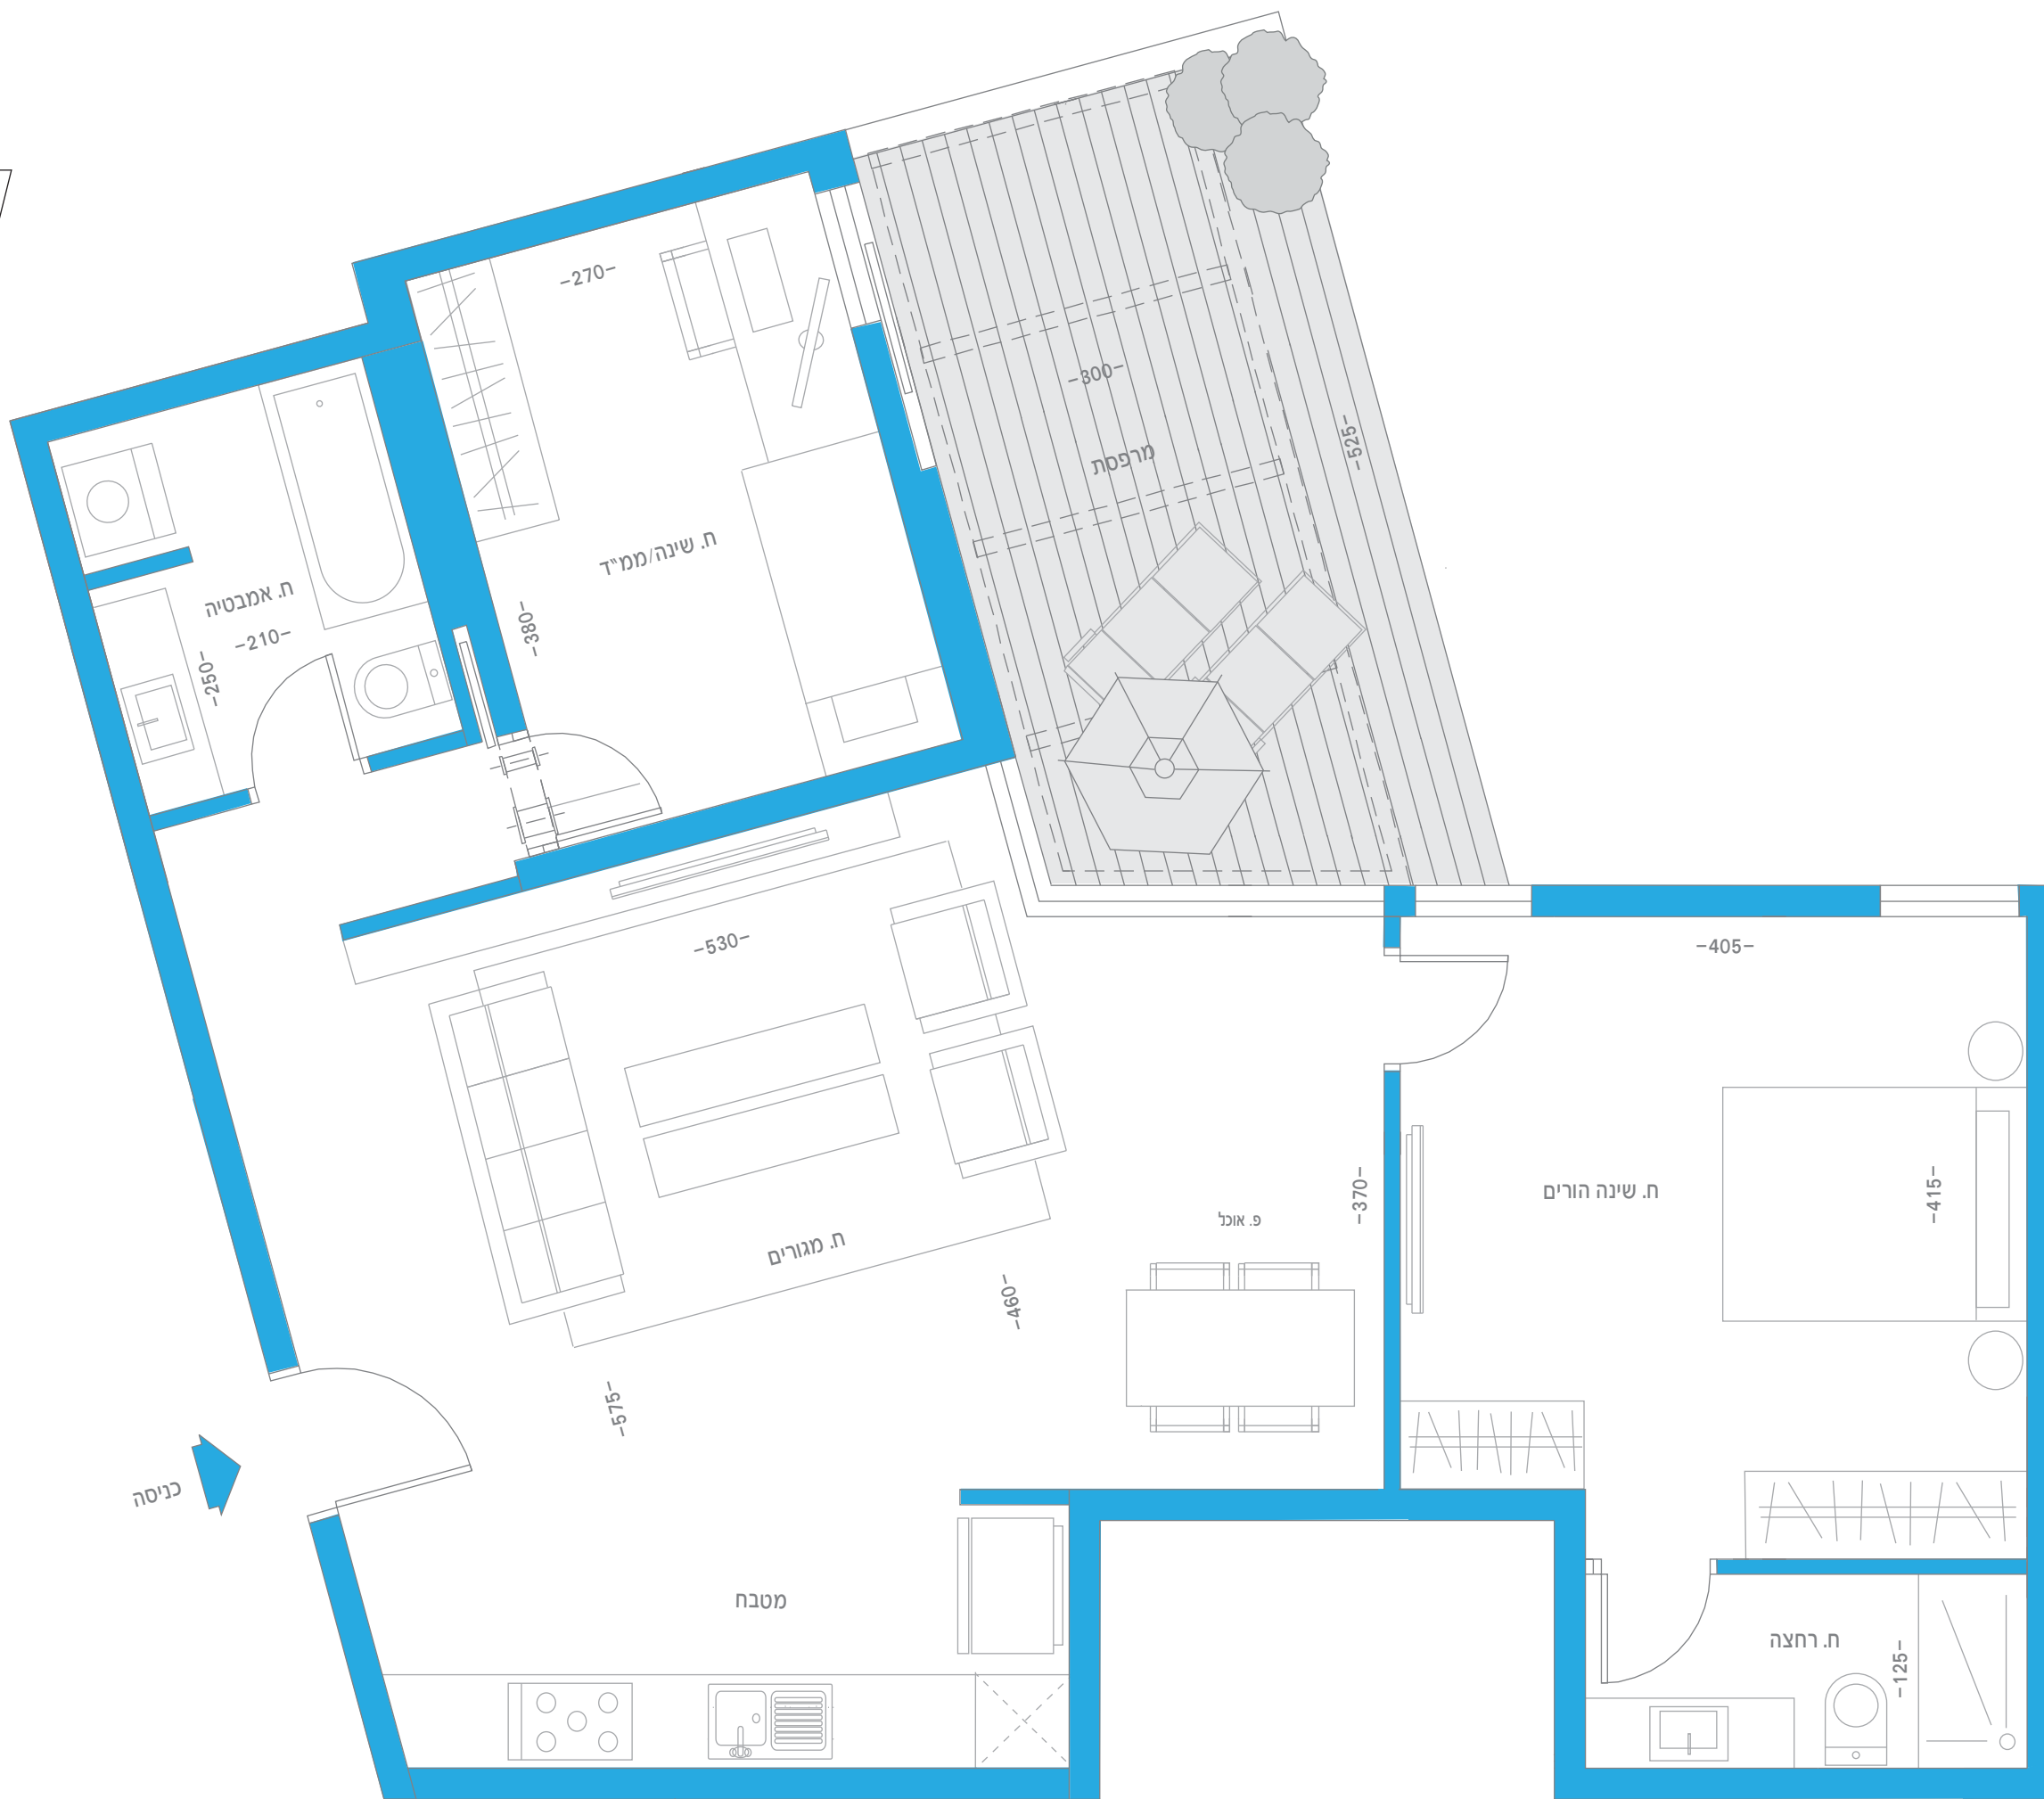 -270-
-300-
מרפסת
-525-
ח. שינה/ממ"ד
-380-
ח. אמבטיה
-210-
-250-
-530-
-405-
ח. שינה הורים
-415-
-370-
פ. אוכל
ח. מגורים
-460-
-575-
כניסה
מטבח
ח. רחצה
-125-